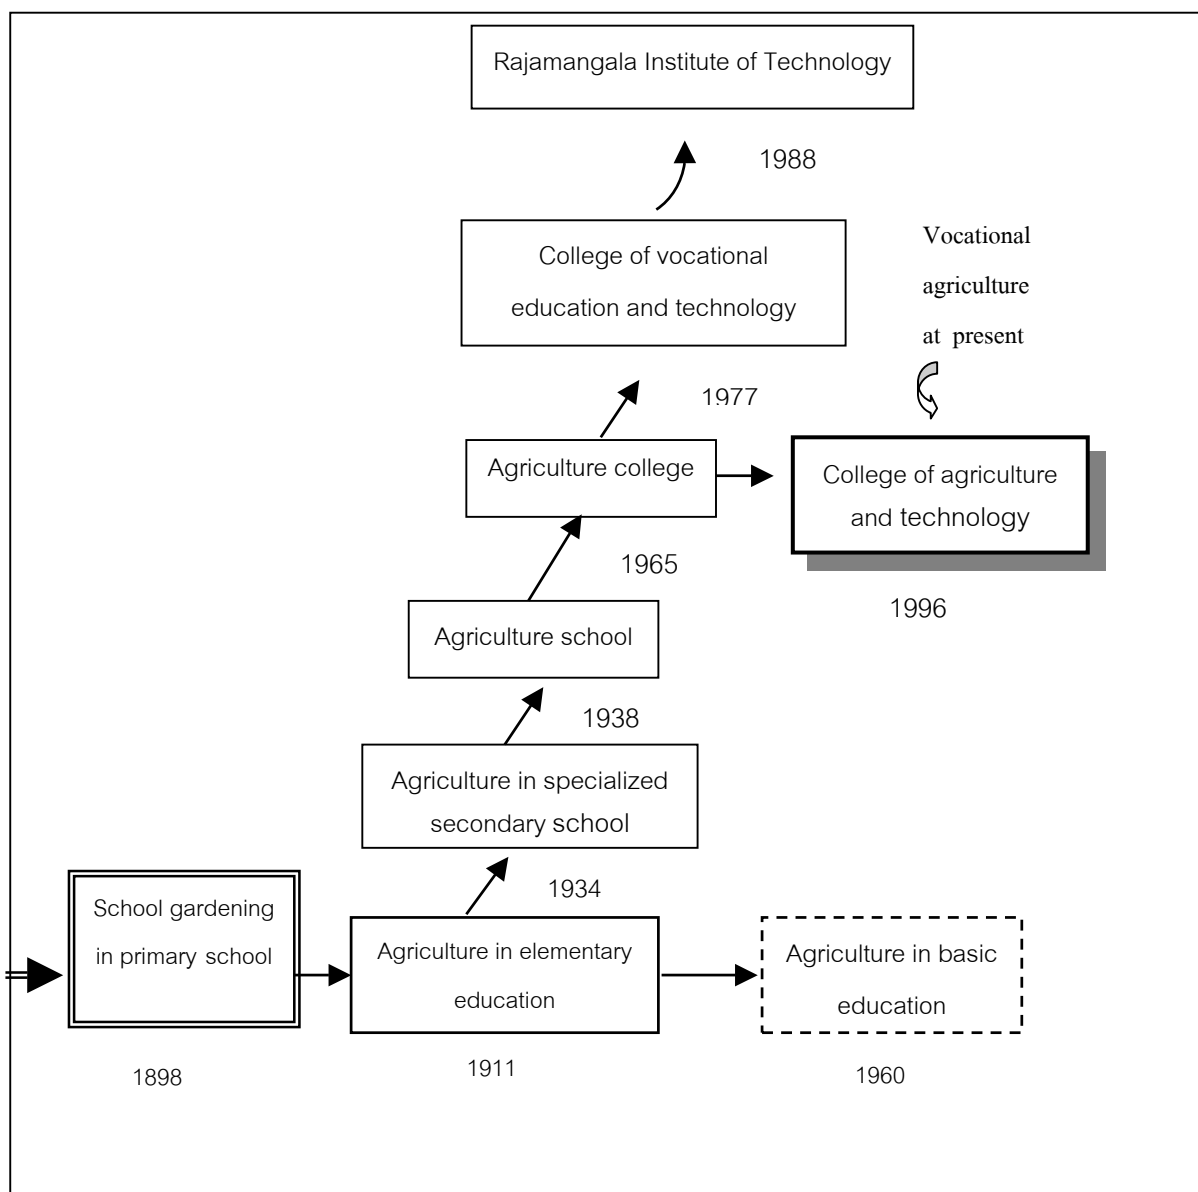 Rajamangala Institute of Technology
1988
College of vocational
education and technology
Vocational
agriculture
at present
1977
Agriculture college
College of agriculture
and technology
1965
1996
Agriculture school
1938
Agriculture in specialized
secondary school
1934
School gardening
in primary school
Agriculture in elementary
education
Agriculture in basic
education
1898
1911
1960